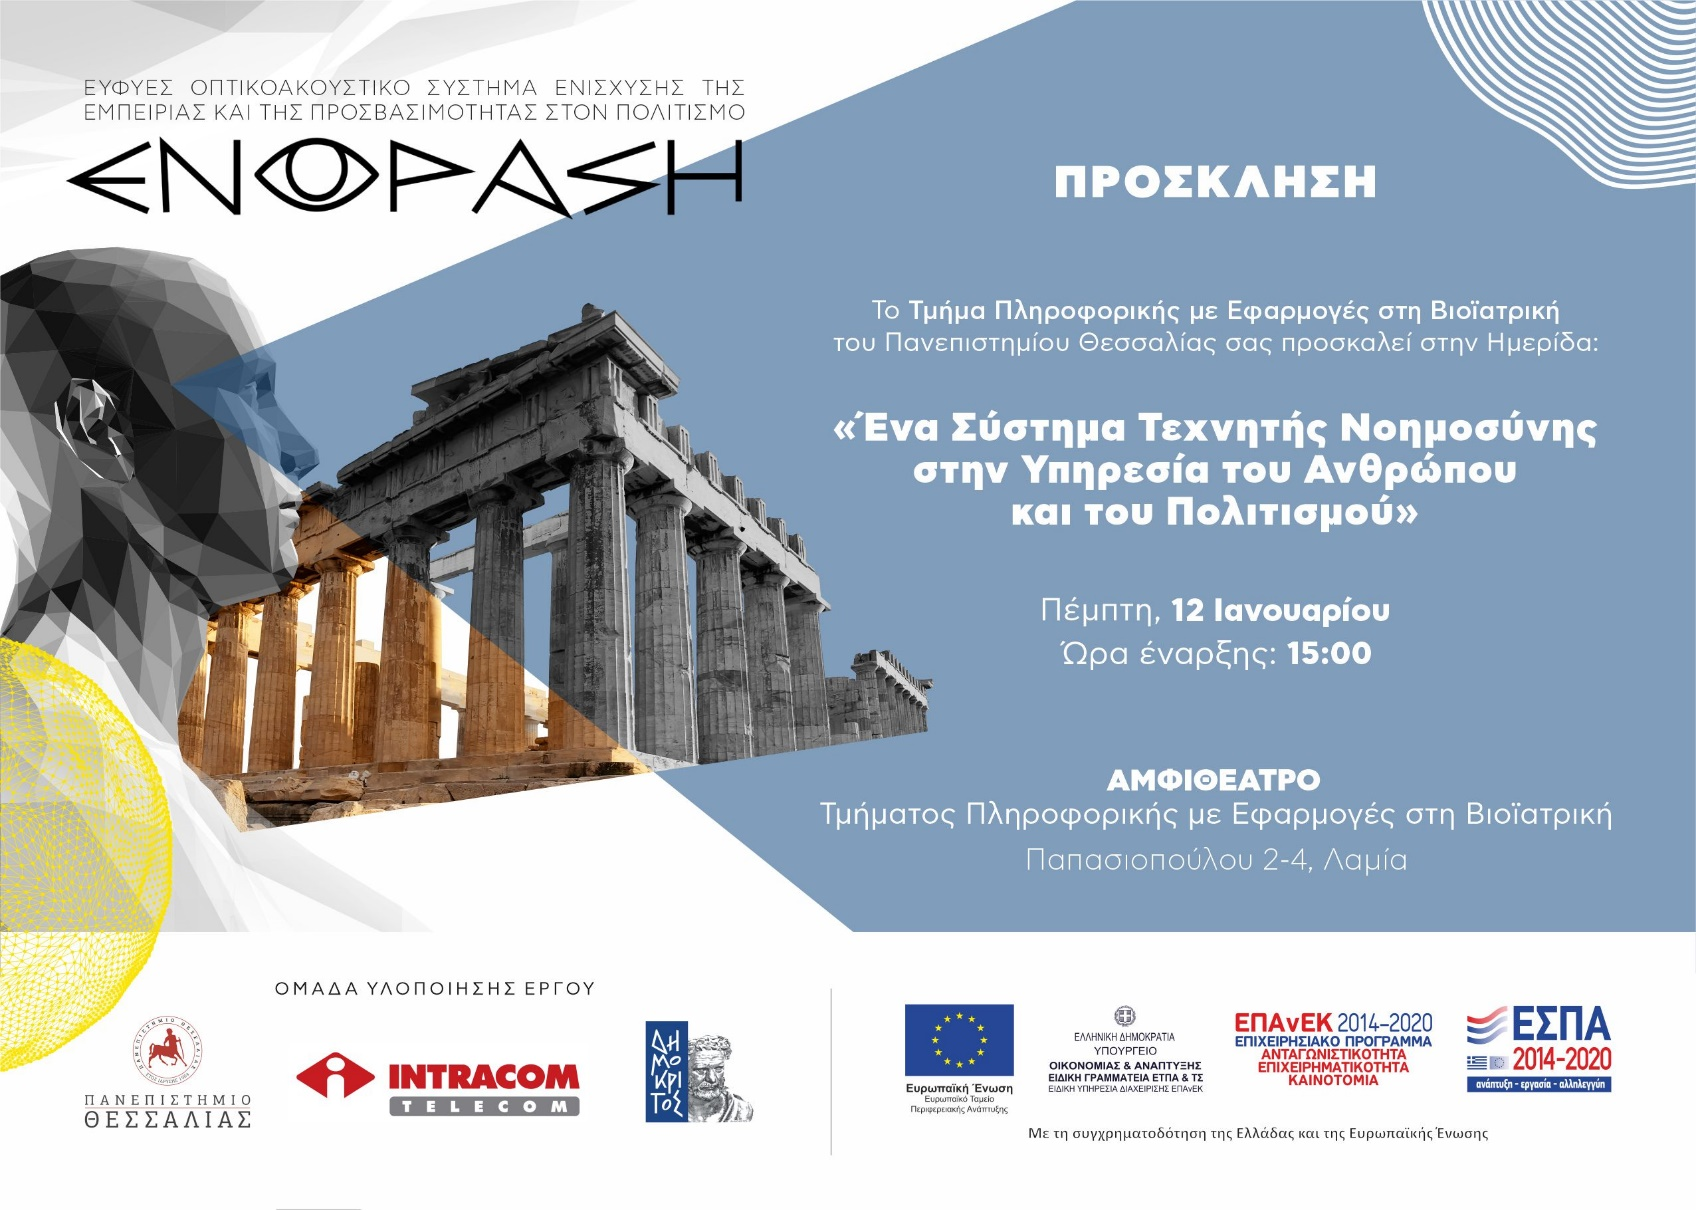 ΕΥΦΥΕΣ ΟΠΤΙΚΟΑΚΟΥΣΤΙΚΟ ΣΥΣΤΗΜΑ ΕΝΙΣΧΥΣΗΣ ΤΗΣ
ΕΜΠΕΙΡΙΑΣ ΚΑΙ ΤΗΣ ΠΡΟΣΒΑΣΙΜΟΤΗΤΑΣ ΣΤΟΝ ΠΟΛΙΤΙΣΜΟ
ΕΝΟΡΑΣΗ
ΠΡΟΣΚΛΗΣΗ
Το Τμήμα Πληροφορικής με Εφαρμογές στη Βιοϊατρική
του Πανεπιστημίου Θεσσαλίας σας προσκαλεί στην Ημερίδα:
«Ένα Σύστημα Τεχνητής Νοημοσύνης
στην Υπηρεσία του Ανθρώπου
και του Πολιτισμού»
Πέμπτη, 12 Ιανουαρίου
Ώρα έναρξης: 15:00
ΑΜΦΙΘΕΑΤΡΟ
Τμήματος Πληροφορικής με Εφαρμογές στη Βιοϊατρική
Παπασιοπούλου 2-4, Λαμία
ΟΜΑΔΑ ΥΛΟΠΟΙΗΣΗΣ ΕΡΓΟΥ
ΠΑΝΕΠΙΣΤΗΜΙΟ
ΘΕΣΣΑΛΙΑΣ
INTRACOM
TELECOM
ΔΗ
ΜΟ
ΚΡΙ
ΤΟΣ
Ευρωπαϊκή Ένωση
Ευρωπαϊκό Ταμείο
Περιφερειακής Ανάπτυξης
ΕΛΛΗΝΙΚΗ ΔΗΜΟΚΡΑΤΙΑ
ΥΠΟΥΡΓΕΙΟ
ΟΙΚΟΝΟΜΙΑΣ & ΑΝΑΠΤΥΞΗΣ
ΕΙΔΙΚΗ ΓΡΑΜΜΑΤΕΙΑ ΕΤΠΑ & ΤΣ
ΕΙΔΙΚΗ ΥΠΗΡΕΣΙΑ ΔΙΑΧΕΙΡΙΣΗΣ ΕΠΑνΕΚ
ΕΠΑνΕΚ 2014-2020
ΕΠΙΧΕΙΡΗΣΙΑΚΟ ΠΡΟΓΡΑΜΜΑ
ΑΝΤΑΓΩΝΙΣΤΙΚΟΤΗΤΑ
ΕΠΙΧΕΙΡΗΜΑΤΙΚΟΤΗΤΑ
ΚΑΙΝΟΤΟΜΙΑ
ΕΣΠΑ
2014-2020
ανάπτυξη - εργασία - αλληλεγγύη
Με τη συγχρηματοδότηση της Ελλάδας και της Ευρωπαϊκής Ένωσης